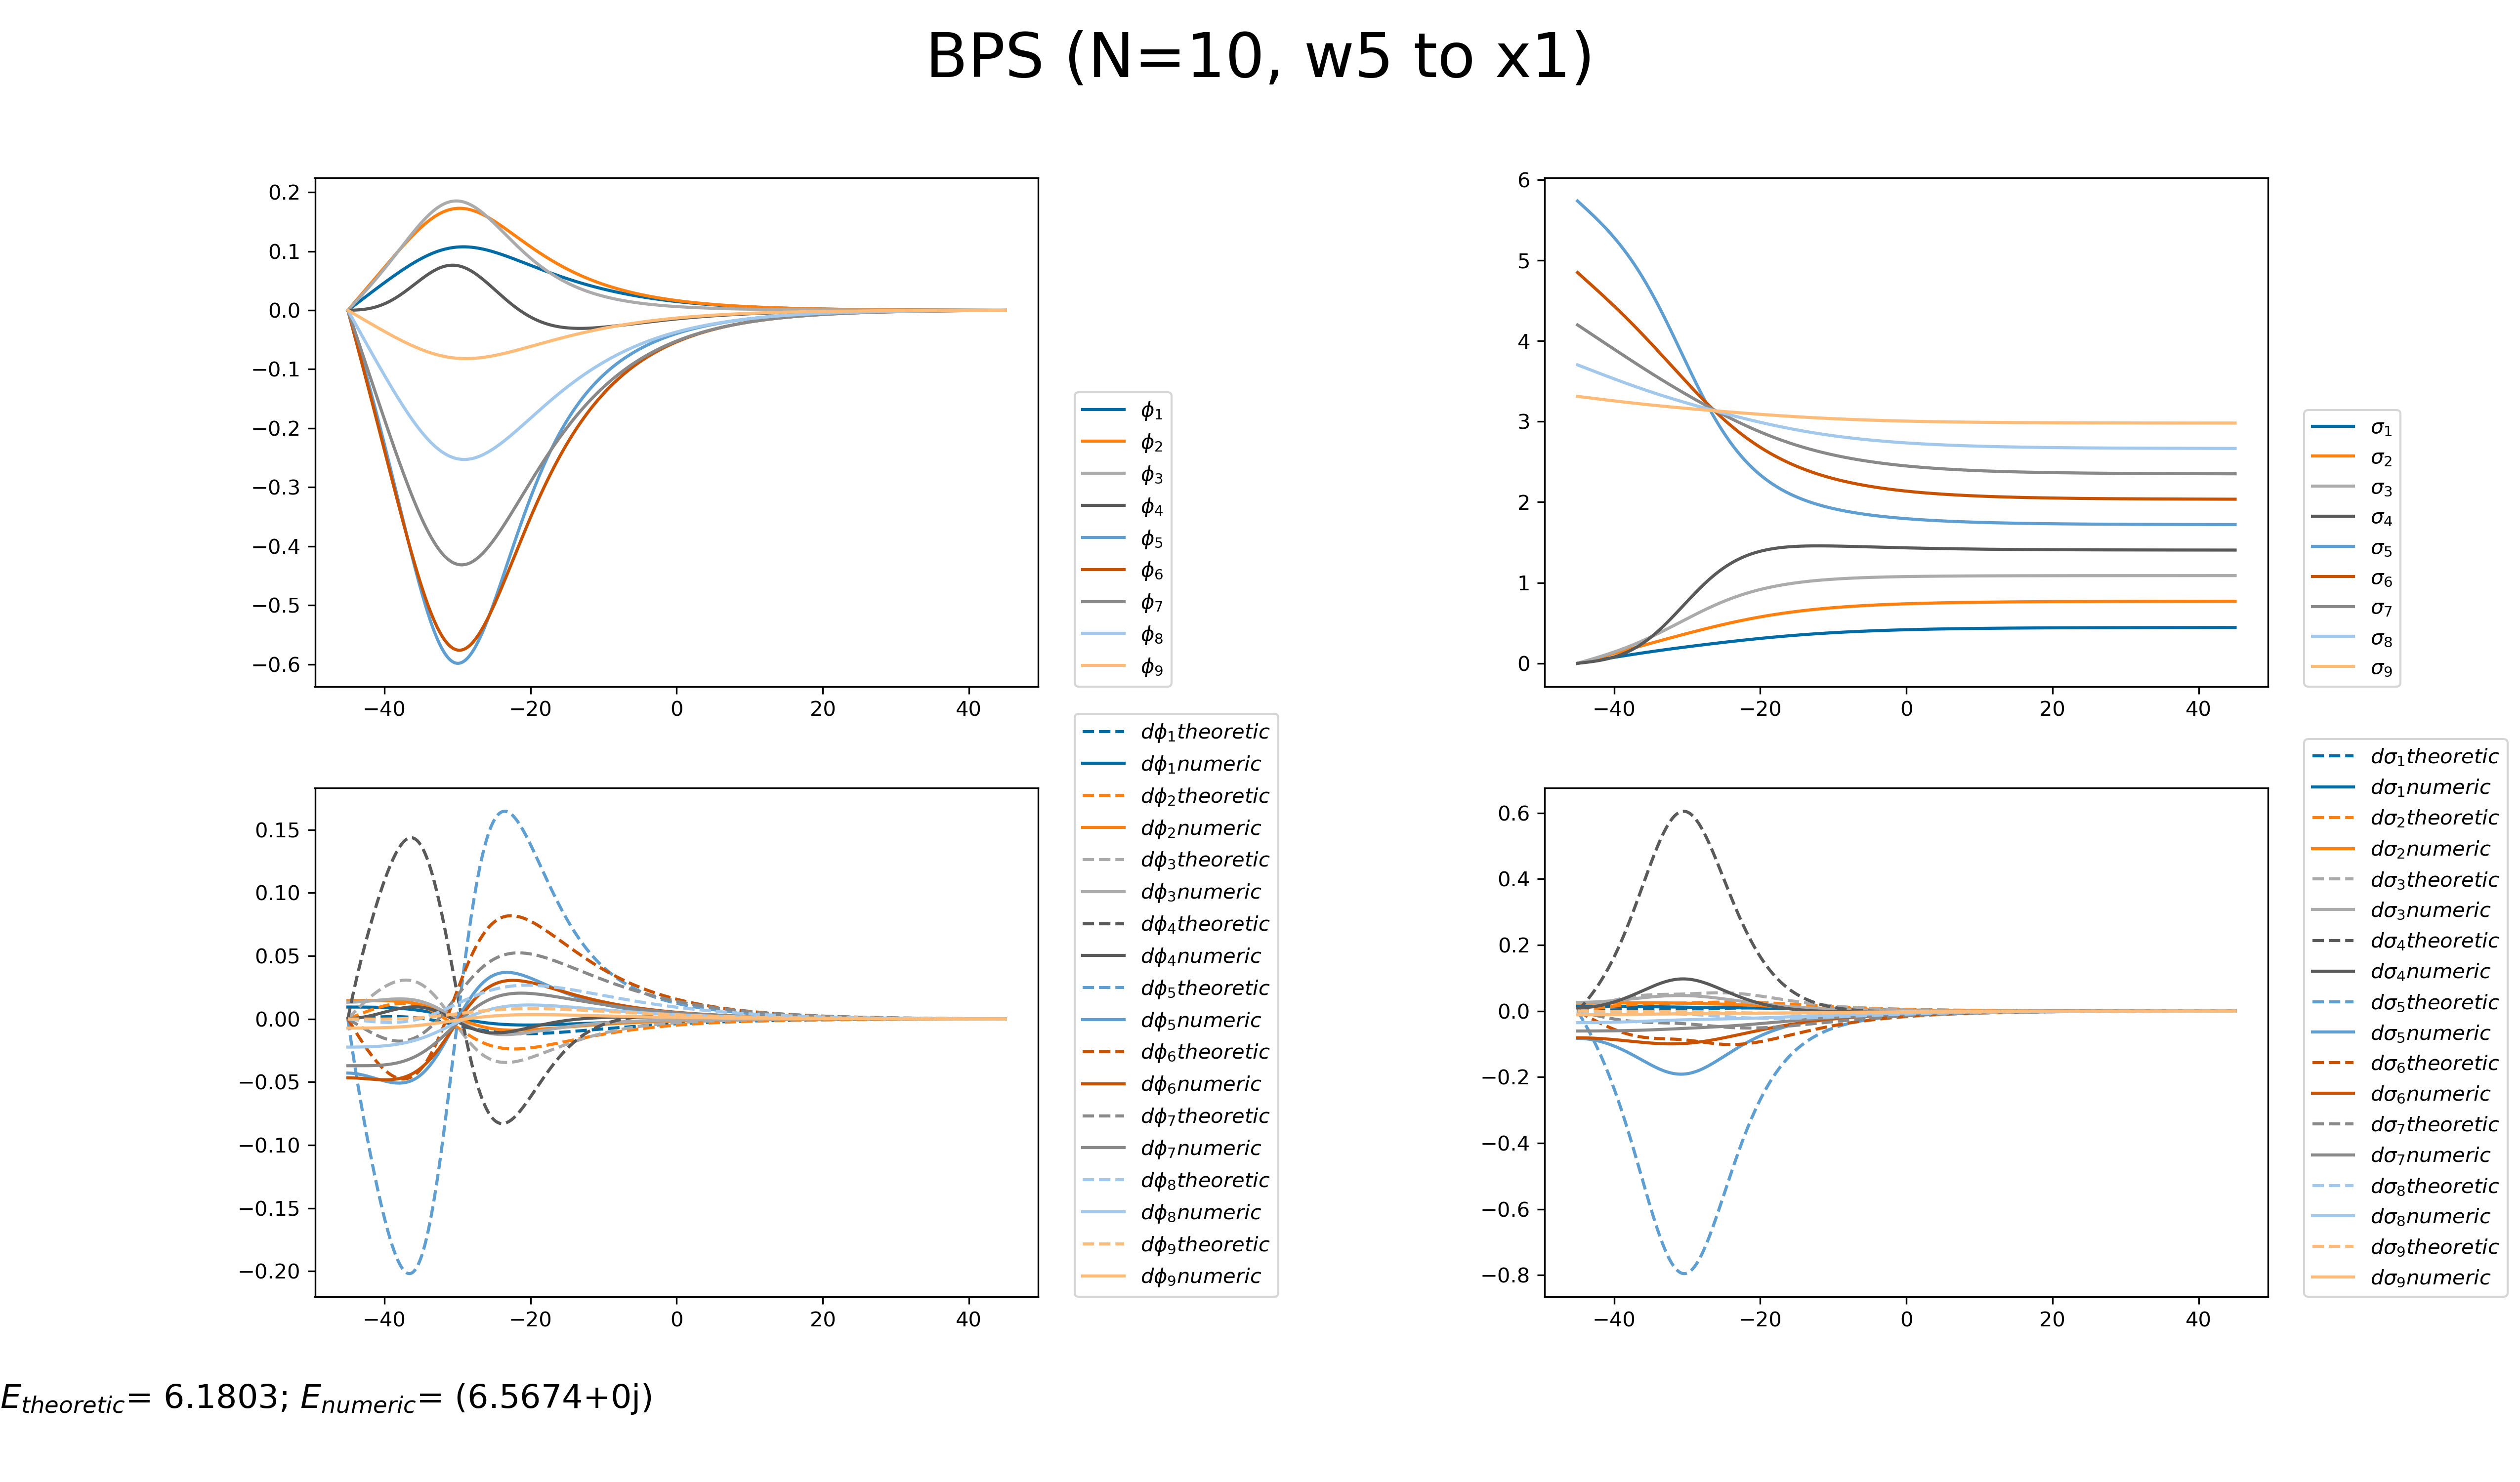 BPS (N=10, w5 to x1)
0.2
0.1
0.0
−0.1
−0.2
−0.3
−0.4
−0.5
−0.6
−40 −20 0 20 40
ϕ₁
ϕ₂
ϕ₃
ϕ₄
ϕ₅
ϕ₆
ϕ₇
ϕ₈
ϕ₉
6
5
4
3
2
1
0
−40 −20 0 20 40
σ₁
σ₂
σ₃
σ₄
σ₅
σ₆
σ₇
σ₈
σ₉
0.15
0.10
0.05
0.00
−0.05
−0.10
−0.15
−0.20
−40 −20 0 20 40
dϕ₁theoretic
dϕ₁numeric
dϕ₂theoretic
dϕ₂numeric
dϕ₃theoretic
dϕ₃numeric
dϕ₄theoretic
dϕ₄numeric
dϕ₅theoretic
dϕ₅numeric
dϕ₆theoretic
dϕ₆numeric
dϕ₇theoretic
dϕ₇numeric
dϕ₈theoretic
dϕ₈numeric
dϕ₉theoretic
dϕ₉numeric
0.6
0.4
0.2
0.0
−0.2
−0.4
−0.6
−0.8
−40 −20 0 20 40
dσ₁theoretic
dσ₁numeric
dσ₂theoretic
dσ₂numeric
dσ₃theoretic
dσ₃numeric
dσ₄theoretic
dσ₄numeric
dσ₅theoretic
dσ₅numeric
dσ₆theoretic
dσ₆numeric
dσ₇theoretic
dσ₇numeric
dσ₈theoretic
dσ₈numeric
dσ₉theoretic
dσ₉numeric
E_theoretic= 6.1803; E_numeric= (6.5674+0j)